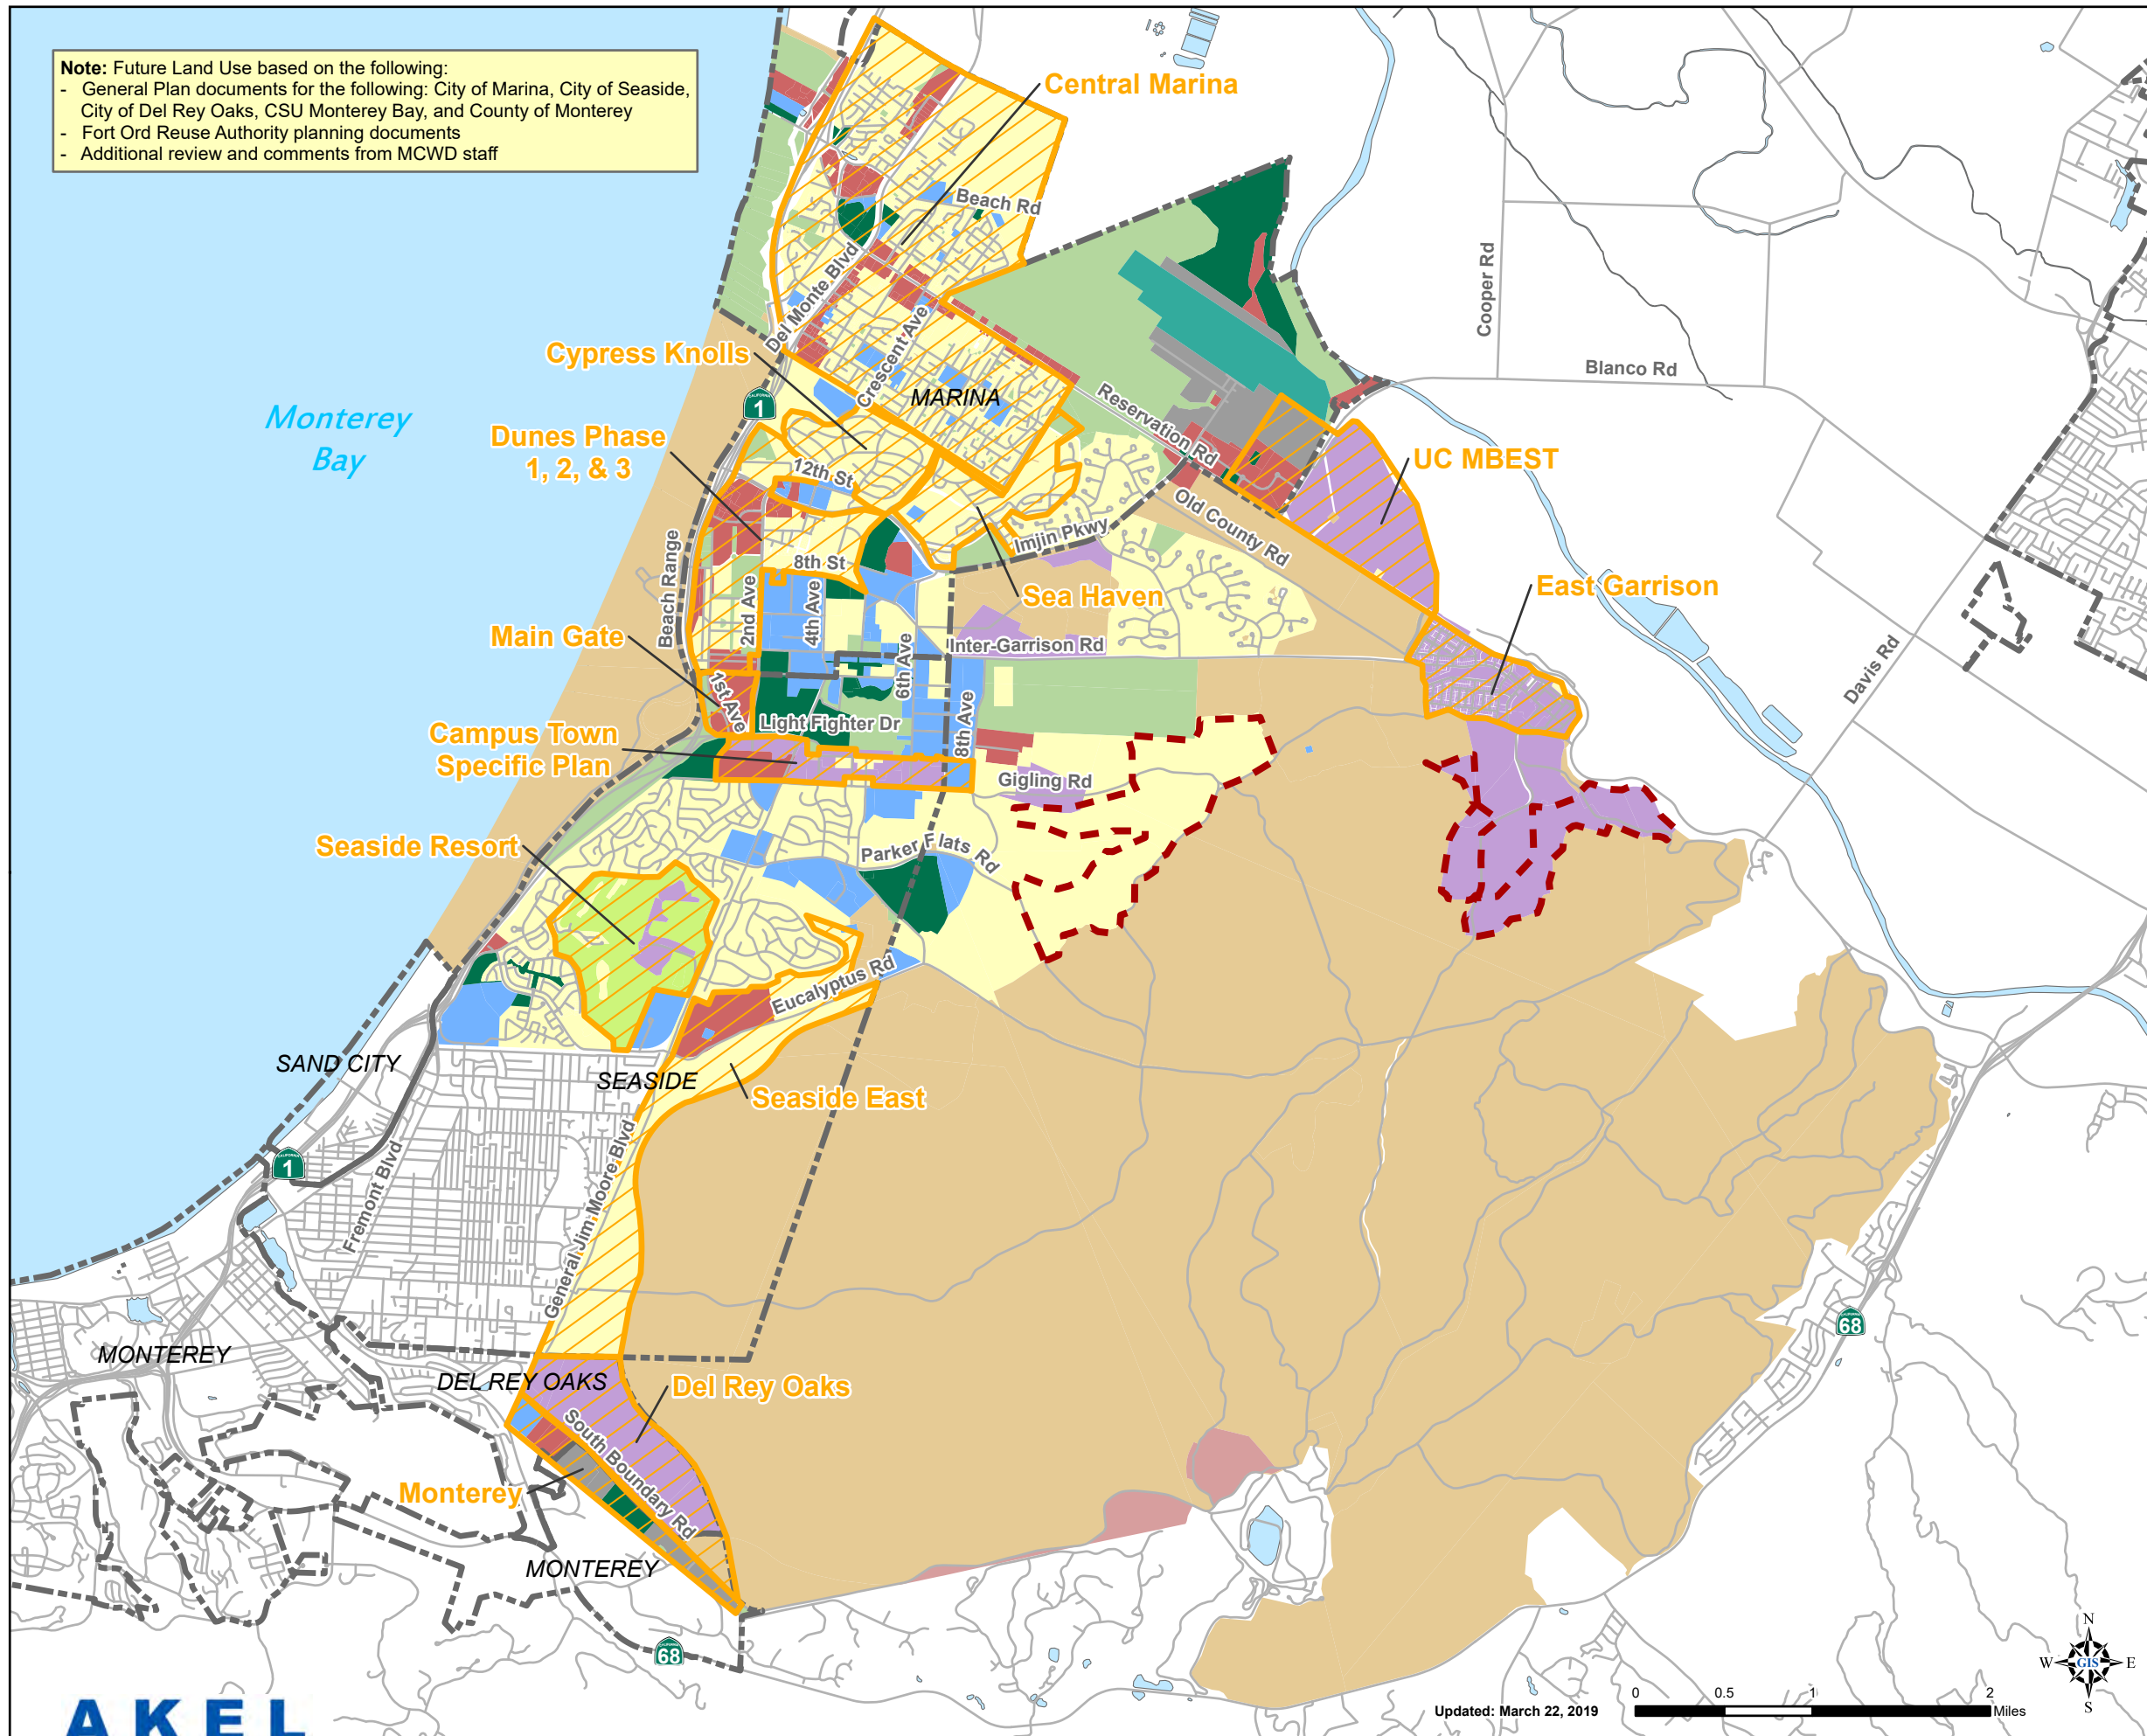 Note: Future Land Use based on the following:
- General Plan documents for the following: City of Marina, City of Seaside,
City of Del Rey Oaks, CSU Monterey Bay, and County of Monterey
- Fort Ord Reuse Authority planning documents
- Additional review and comments from MCWD staff
Central Marina
Beach Rd
Cooper Rd
Del Monte Blvd
Cypress Knolls
Crescent Ave
MARINA
Blanco Rd
1
Monterey
Bay
Reservation Rd
Dunes Phase
1, 2, & 3
12th St
UC MBEST
Old County Rd
Imjin Pkwy
8th St
Beach Range
2nd Ave
4th Ave
Sea Haven
East Garrison
Main Gate
6th Ave
Inter-Garrison Rd
Davis Rd
1st Ave
Light Fighter Dr
8th Ave
Campus Town
Specific Plan
Gigling Rd
Seaside Resort
Parker Flats Rd
Eucalyptus Rd
SAND CITY
SEASIDE
Seaside East
1
Fremont Blvd
General Jim Moore Blvd
68
MONTEREY
DEL REY OAKS
Del Rey Oaks
South Boundary Rd
Monterey
MONTEREY
68
N
W GIS E
S
0 0.5 1 2
Miles
Updated: March 22, 2019
AKEL